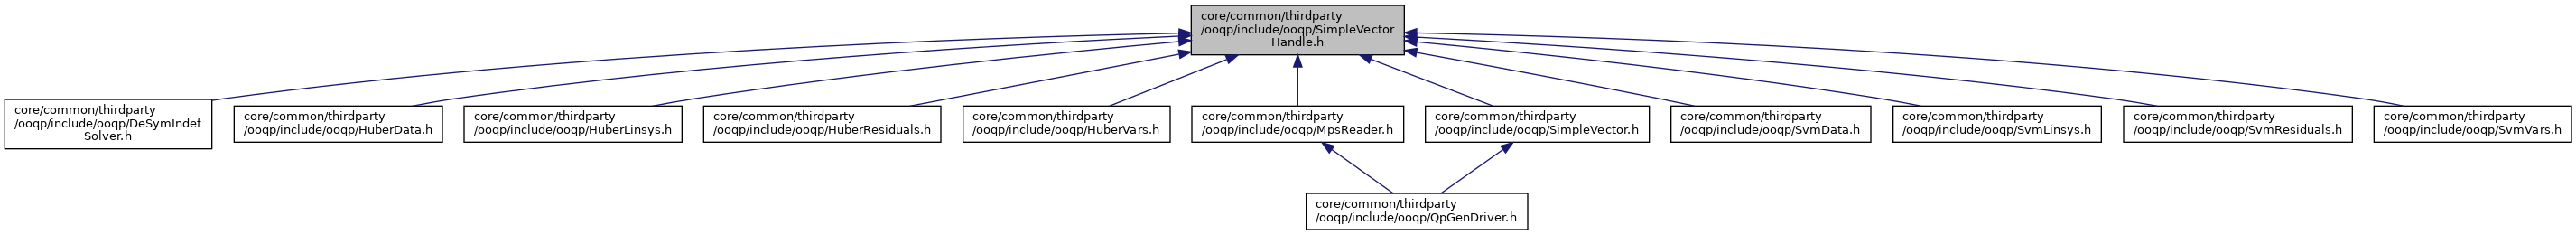 core/common/thirdparty
/ooqp/include/ooqp/SimpleVector
Handle.h
core/common/thirdparty
/ooqp/include/ooqp/DeSymIndef
Solver.h
core/common/thirdparty
/ooqp/include/ooqp/HuberData.h
core/common/thirdparty
/ooqp/include/ooqp/HuberLinsys.h
core/common/thirdparty
/ooqp/include/ooqp/HuberResiduals.h
core/common/thirdparty
/ooqp/include/ooqp/HuberVars.h
core/common/thirdparty
/ooqp/include/ooqp/MpsReader.h
core/common/thirdparty
/ooqp/include/ooqp/SimpleVector.h
core/common/thirdparty
/ooqp/include/ooqp/SvmData.h
core/common/thirdparty
/ooqp/include/ooqp/SvmLinsys.h
core/common/thirdparty
/ooqp/include/ooqp/SvmResiduals.h
core/common/thirdparty
/ooqp/include/ooqp/SvmVars.h
core/common/thirdparty
/ooqp/include/ooqp/QpGenDriver.h